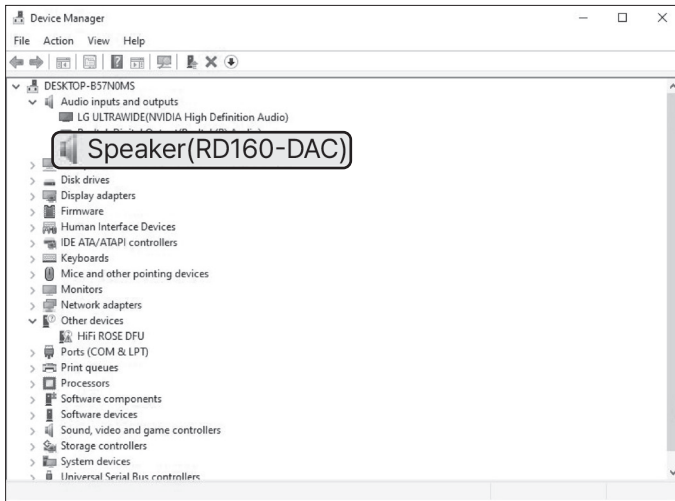 Device Manager
File Action View Help
DESKTOP-B57N0MS
Audio inputs and outputs
LG ULTRAWIDE(NVIDIA High Definition Audio)
Speaker(RD160-DAC)
Disk drives
Display adapters
Firmware
Human Interface Devices
IDE ATA/ATAPI controllers
Keyboards
Mice and other pointing devices
Monitors
Network adapters
Other devices
HiFi ROSE DFU
Ports (COM & LPT)
Print queues
Processors
Software components
Software devices
Sound, video and game controllers
Storage controllers
System devices
Universal Serial Bus controllers